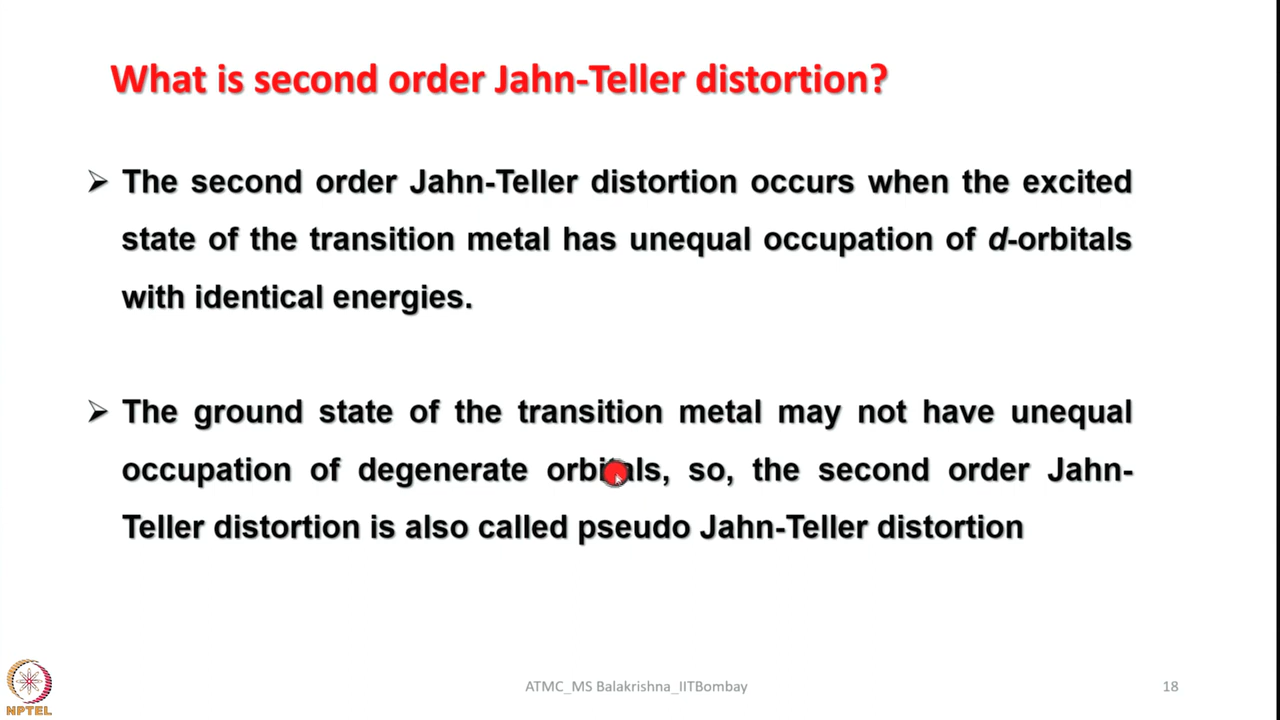 What is second order Jahn-Teller distortion?
➢ The second order Jahn-Teller distortion occurs when the excited
state of the transition metal has unequal occupation of d-orbitals
with identical energies.
➢ The ground state of the transition metal may not have unequal
occupation of degenerate orbitals, so, the second order Jahn-
Teller distortion is also called pseudo Jahn-Teller distortion
NPTEL
ATMC_MS Balakrishna_IITBombay
18